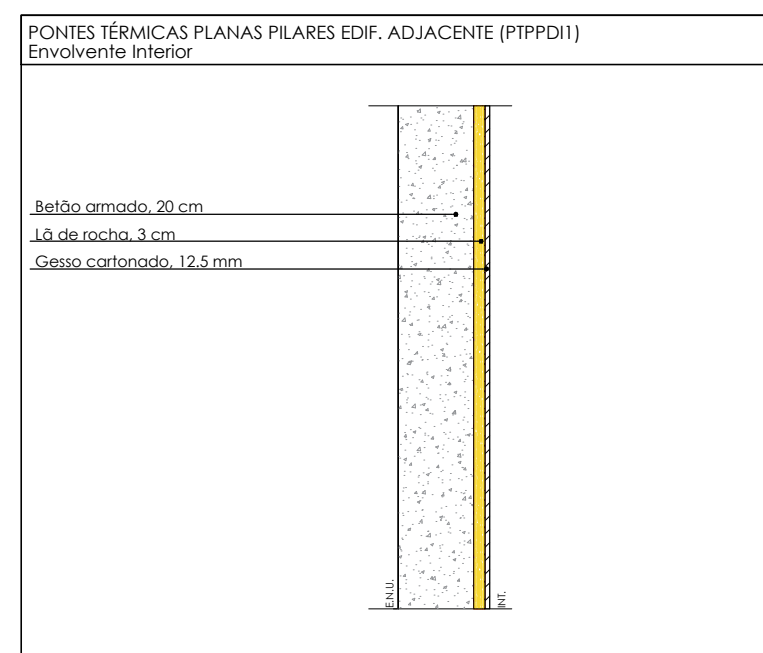 PONTES TÉRMICAS PLANAS PILARES EDIF. ADJACENTE (PTPPDI1)
Envolvente Interior
Betão armado, 20 cm
Lã de rocha, 3 cm
Gesso cartonado, 12.5 mm
E.N.U.
INT.